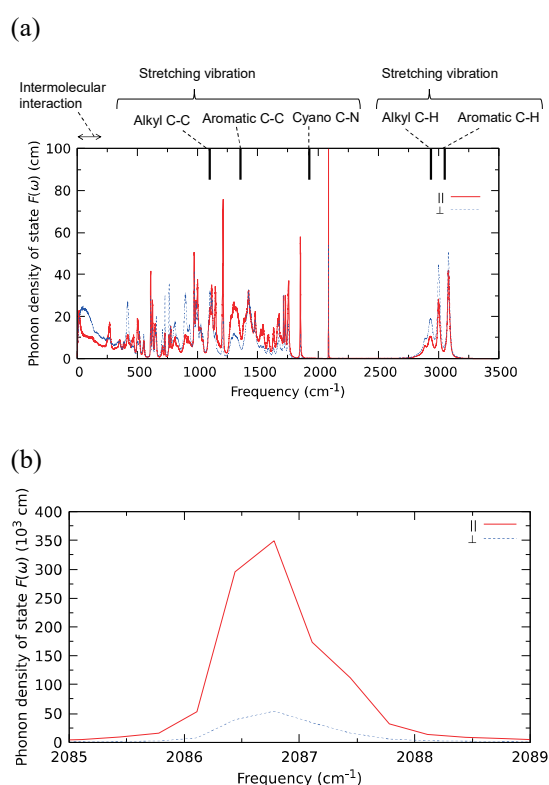 (a)
Stretching vibration Stretching vibration
Intermolecular
interaction
Alkyl C-C Aromatic C-C Cyano C-N Alkyl C-H Aromatic C-H
Phonon density of state F(ω) (cm)
100
80
60
40
20
0
||
⊥
0 500 1000 1500 2000 2500 3000 3500
Frequency (cm-1)
(b)
Phonon density of state F(ω) (10³ cm)
400
350
300
250
200
150
100
50
0
||
⊥
2085 2086 2087 2088 2089
Frequency (cm-1)